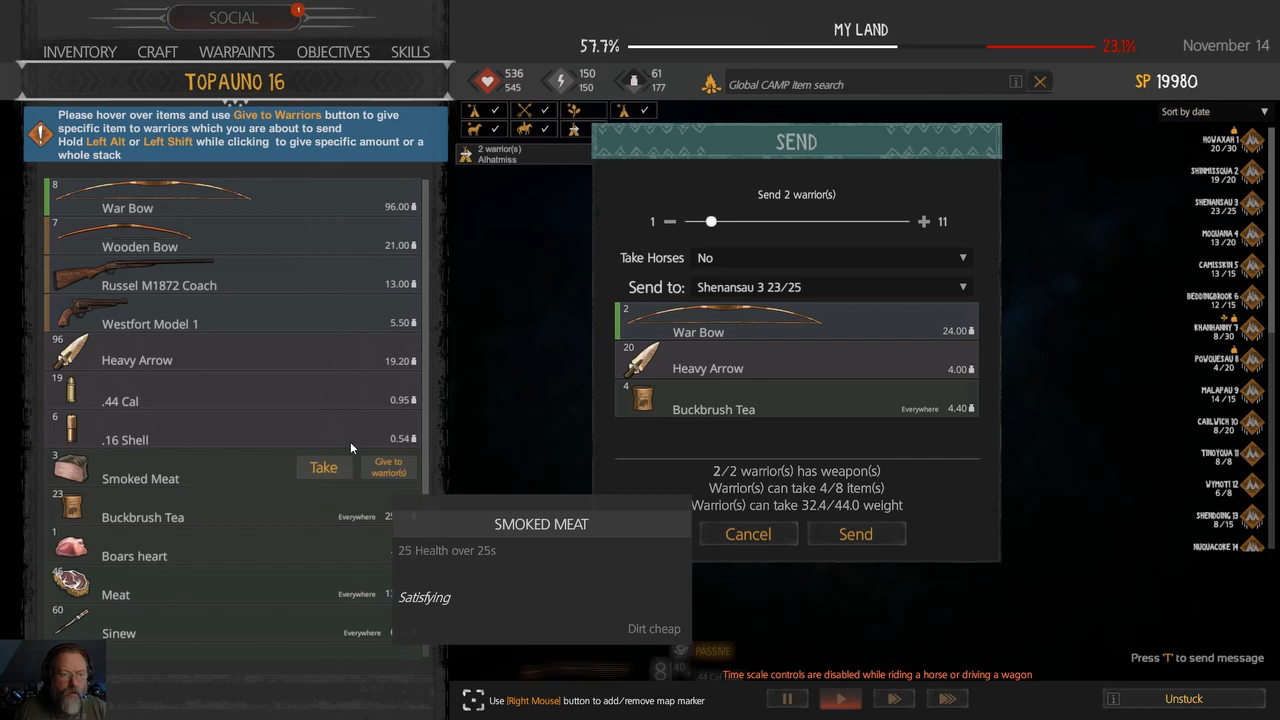 SOCIAL
1
INVENTORY CRAFT WARPAINTS OBJECTIVES SKILLS
TOPAUNO 16
Please hover over items and use Give to Warriors button to give
specific item to warriors which you are about to send
Hold Left Alt or Left Shift while clicking to give specific amount or a
whole stack
8
War Bow 96.00
7
Wooden Bow 21.00
Russel M1872 Coach 13.00
Westfort Model 1 5.50
96
Heavy Arrow 19.20
19
.44 Cal 0.95
6
.16 Shell 0.54
3
Smoked Meat
Take
Give to
warrior(s)
23
Buckbrush Tea Everywhere
1
Boars heart
46
Meat Everywhere
60
Sinew Everywhere
SMOKED MEAT
25 Health over 25s
Satisfying
Dirt cheap
MY LAND
57.7%
23.1%
November 14
536
545
150
150
61
177
Global CAMP item search
SP 19980
Sort by date
2 warrior(s)
Alhatmiss
SEND
Send 2 warrior(s)
1
11
Take Horses No
Send to: Shenansau 3 23/25
2
War Bow 24.00
20
Heavy Arrow 4.00
4
Buckbrush Tea Everywhere 4.40
2/2 warrior(s) has weapon(s)
Warrior(s) can take 4/8 item(s)
Warrior(s) can take 32.4/44.0 weight
Cancel Send
HOWAXAH 1
20/30
SHINMISSQUA 2
19/20
SHENANSAU 3
23/25
MOQUANA 4
13/20
CAMISSKIN 5
13/15
BEDDINGBROOK 6
12/15
KHANHANNY 7
8/30
POWQUESAU 8
4/20
MALAPAU 9
14/15
CARLWICH 10
8/20
TINOYQUA 11
8/8
WYMOTI 12
6/8
SHENDOING 13
8/15
NUQUACORE 14
PASSIVE
8 40
44 Cal
Time scale controls are disabled while riding a horse or driving a wagon
Press 'T' to send message
Use [Right Mouse] button to add/remove map marker
Unstuck